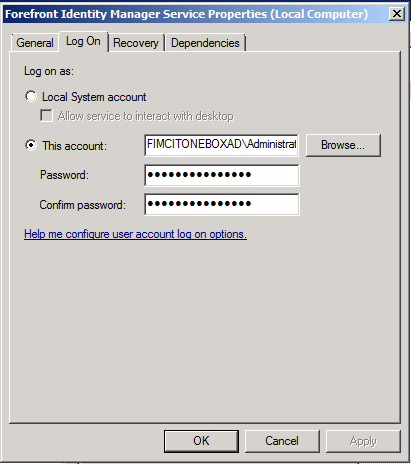 Forefront Identity Manager Service Properties (Local Computer)
General Log On Recovery Dependencies
Log on as:
Local System account
Allow service to interact with desktop
This account: FIMCITONEBOXAD\Administrat Browse...
Password: •••••••••••••••
Confirm password: •••••••••••••••
Help me configure user account log on options.
OK Cancel Apply